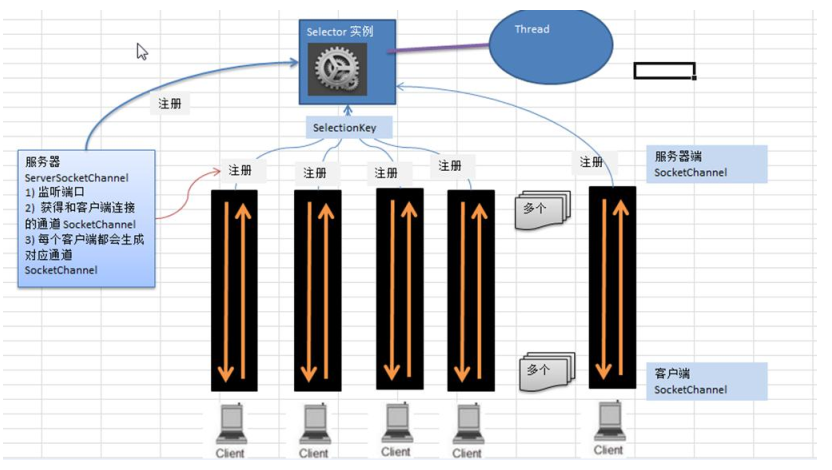 Selector 实例
Thread
注册
SelectionKey
服务器
ServerSocketChannel
1) 监听端口
2) 获得和客户端连接
的通道 SocketChannel
3) 每个客户端都会生成
对应通道
SocketChannel
注册
注册
注册
注册
注册
服务器端
SocketChannel
多个
多个
客户端
SocketChannel
Client
Client
Client
Client
Client